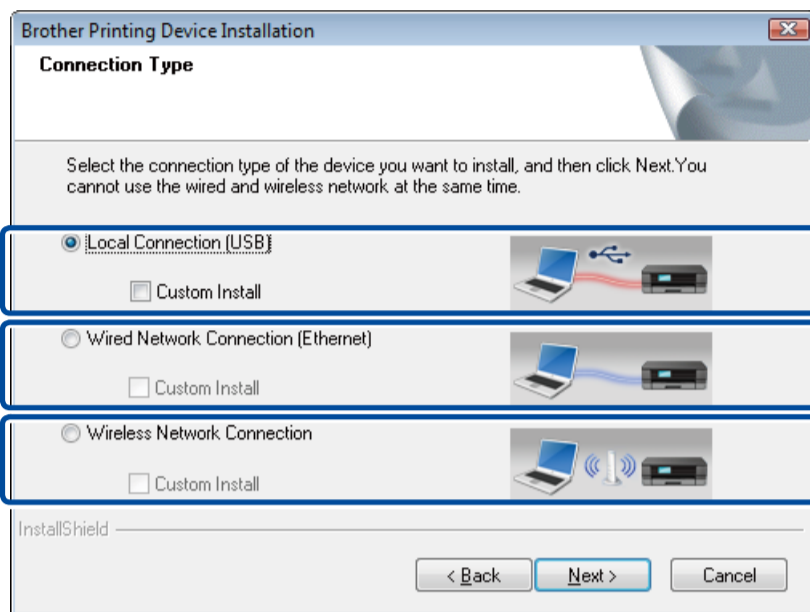 Brother Printing Device Installation
Connection Type
Select the connection type of the device you want to install, and then click Next.You
cannot use the wired and wireless network at the same time.
Local Connection (USB)
Custom Install
Wired Network Connection (Ethernet)
Custom Install
Wireless Network Connection
Custom Install
InstallShield
< Back Next > Cancel